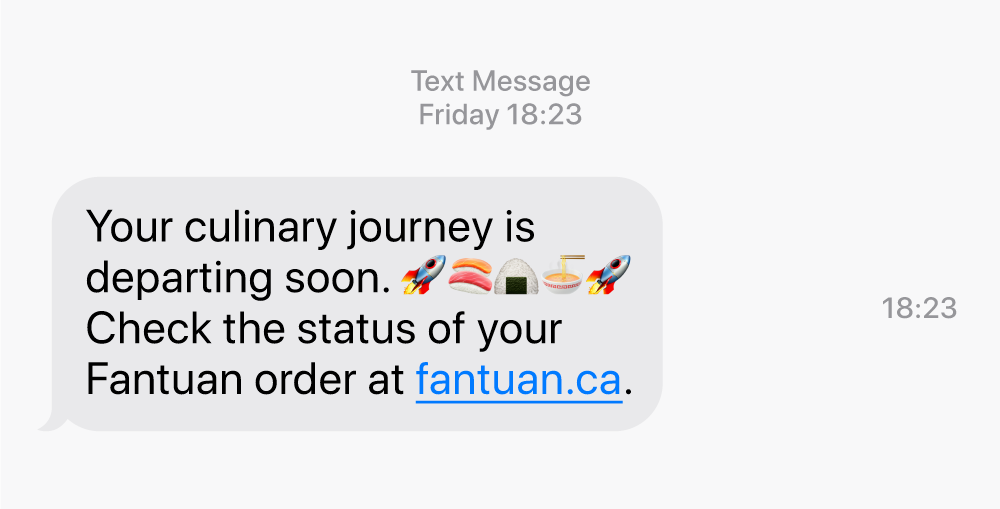 Text Message
Friday 18:23
Your culinary journey is
departing soon. 🚀🍣🍙🍜🚀
Check the status of your
Fantuan order at fantuan.ca.
18:23